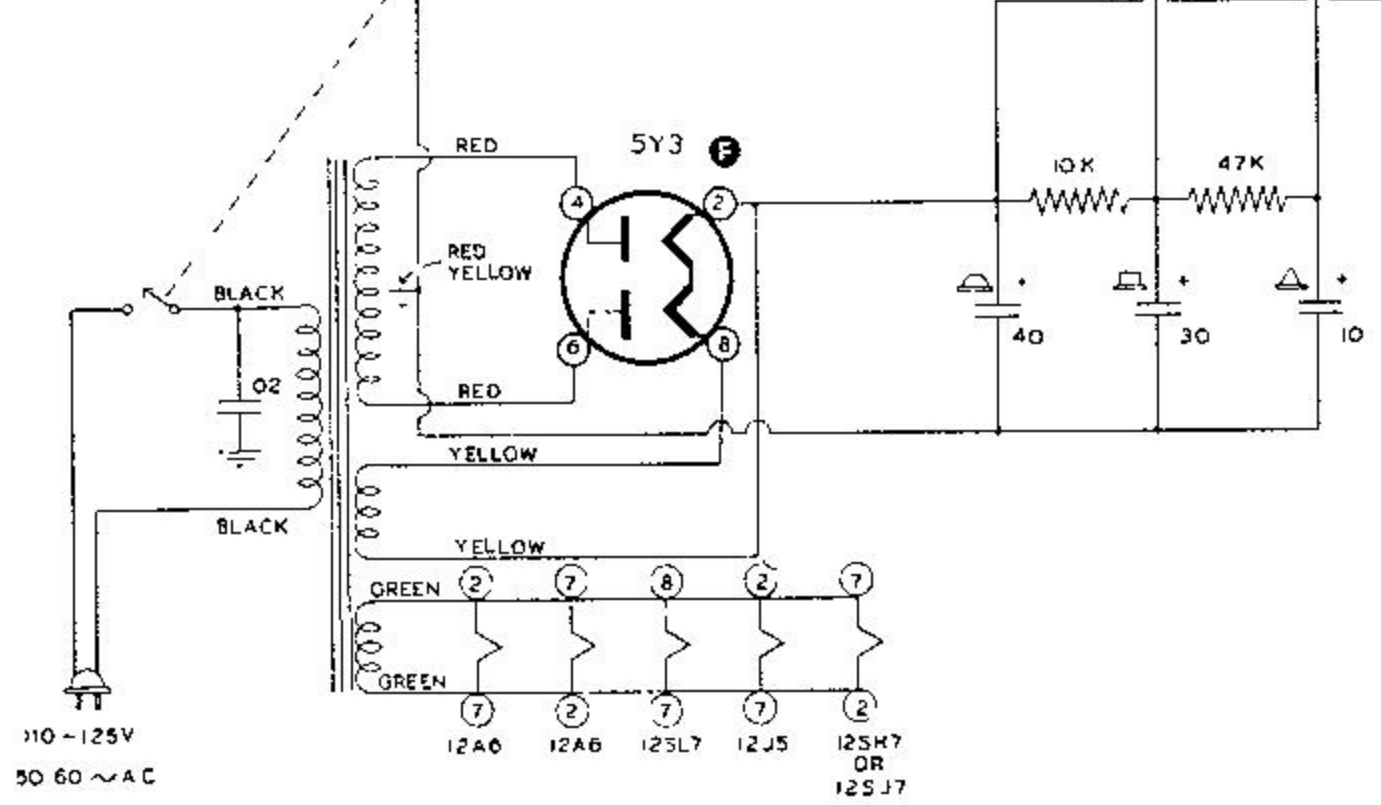 RED
5Y3 F
4
2
RED
YELLOW
10K
47K
BLACK
+
40
+
30
+
10
6
8
02
RED
YELLOW
BLACK
YELLOW
GREEN
2
7
8
2
7
GREEN
7
2
7
7
2
110~125V
50 60 ~ AC
12A6
12A6
12SL7
12J5
12SH7
OR
12SJ7